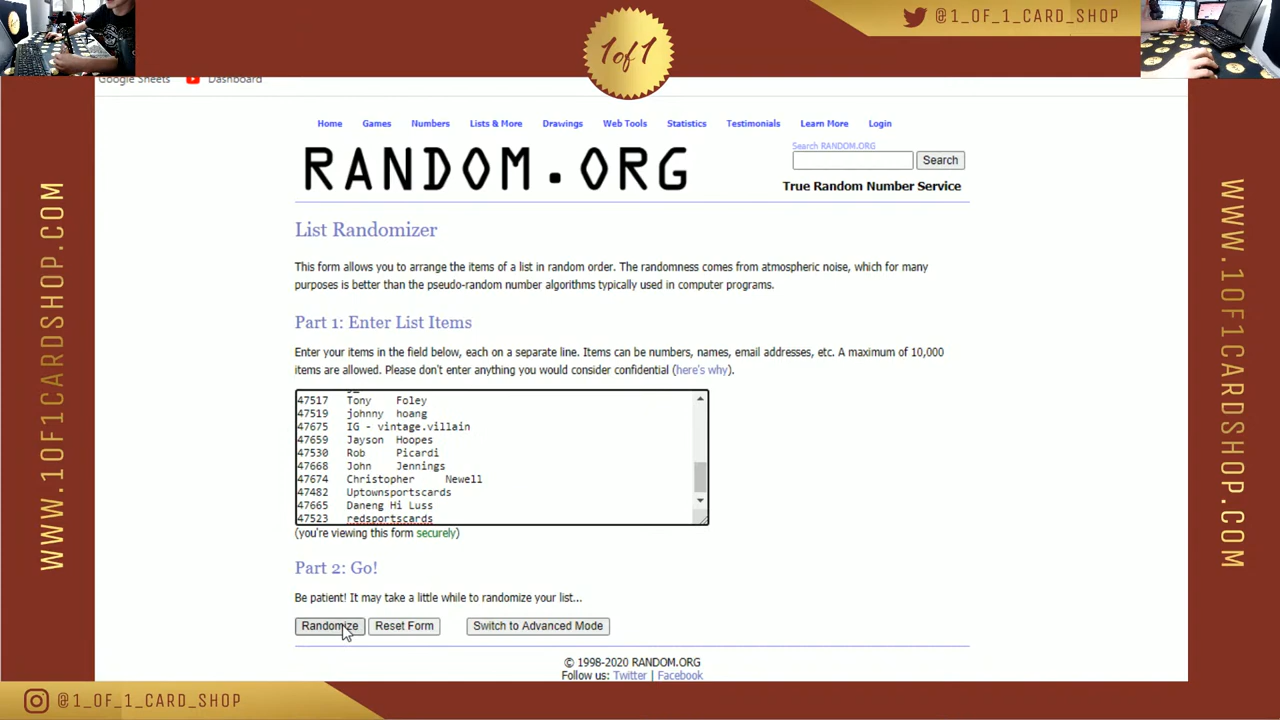 @1_OF_1_CARD_SHOP
1of1
Google Sheets Dashboard
Home Games Numbers Lists & More Drawings Web Tools Statistics Testimonials Learn More Login
Search RANDOM.ORG
RANDOM.ORG
Search
True Random Number Service
List Randomizer
This form allows you to arrange the items of a list in random order. The randomness comes from atmospheric noise, which for many
purposes is better than the pseudo-random number algorithms typically used in computer programs.
Part 1: Enter List Items
Enter your items in the field below, each on a separate line. Items can be numbers, names, email addresses, etc. A maximum of 10,000
items are allowed. Please don't enter anything you would consider confidential (here's why).
47517 Tony Foley
47519 johnny hoang
47675 IG - vintage.villain
47659 Jayson Hoopes
47530 Rob Picardi
47668 John Jennings
47674 Christopher Newell
47482 Uptownsportscards
47665 Daneng Hi Luss
47523 redsportscards
(you're viewing this form securely)
Part 2: Go!
Be patient! It may take a little while to randomize your list...
Randomize Reset Form Switch to Advanced Mode
© 1998-2020 RANDOM.ORG
Follow us: Twitter | Facebook
WWW.1OF1CARDSHOP.COM
WWW.1OF1CARDSHOP.COM
@1_OF_1_CARD_SHOP